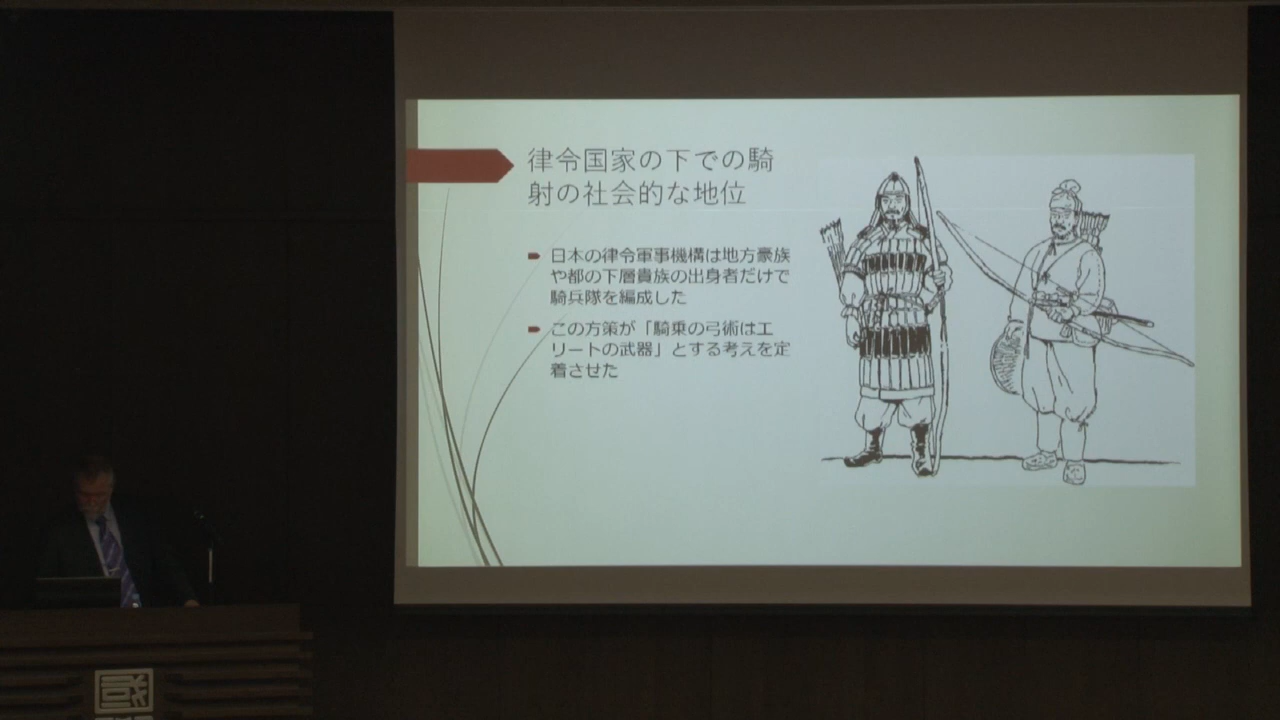 律令国家の下での騎
射の社会的な地位
日本の律令軍事機構は地方豪族
や都の下層貴族の出身者だけで
騎兵隊を編成した
この方策が「騎乗の弓術はエ
リートの武器」とする考えを定
着させた
國